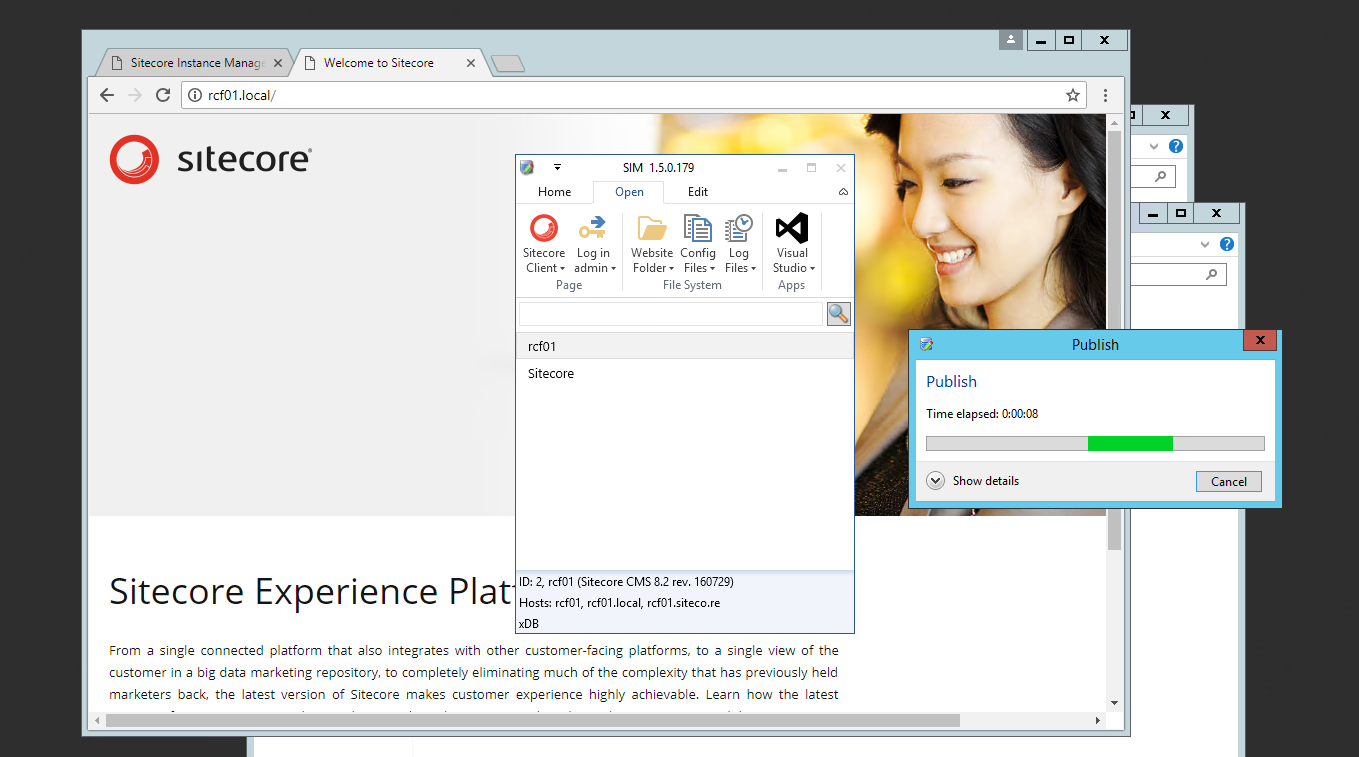 Sitecore Instance Manage
Welcome to Sitecore
rcf01.local/
sitecore
SIM 1.5.0.179
Home Open Edit
Sitecore Client
Log in admin
Website Folder
Config Files
Log Files
Visual Studio
Page File System Apps
rcf01
Sitecore
ID: 2, rcf01 (Sitecore CMS 8.2 rev. 160729)
Hosts: rcf01, rcf01.local, rcf01.siteco.re
xDB
Publish
Publish
Time elapsed: 0:00:08
Show details
Cancel
Sitecore Experience Plat
From a single connected platform that also integrates with other customer-facing platforms, to a single view of the
customer in a big data marketing repository, to completely eliminating much of the complexity that has previously held
marketers back, the latest version of Sitecore makes customer experience highly achievable. Learn how the latest